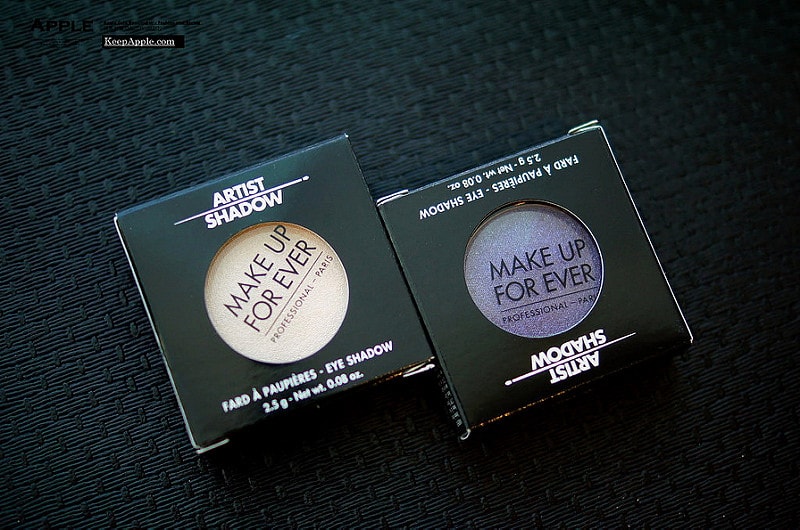 APPLE
KeepApple.com
ARTIST
SHADOW
MAKE UP
FOR EVER
PROFESSIONAL – PARIS
FARD À PAUPIÈRES - EYE SHADOW
2.5 g - Net wt. 0.08 oz.
FARD À PAUPIÈRES - EYE SHADOW
2.5 g - Net wt. 0.08 oz.
MAKE UP
FOR EVER
PROFESSIONAL – PARI
ARTIST
SHADOW